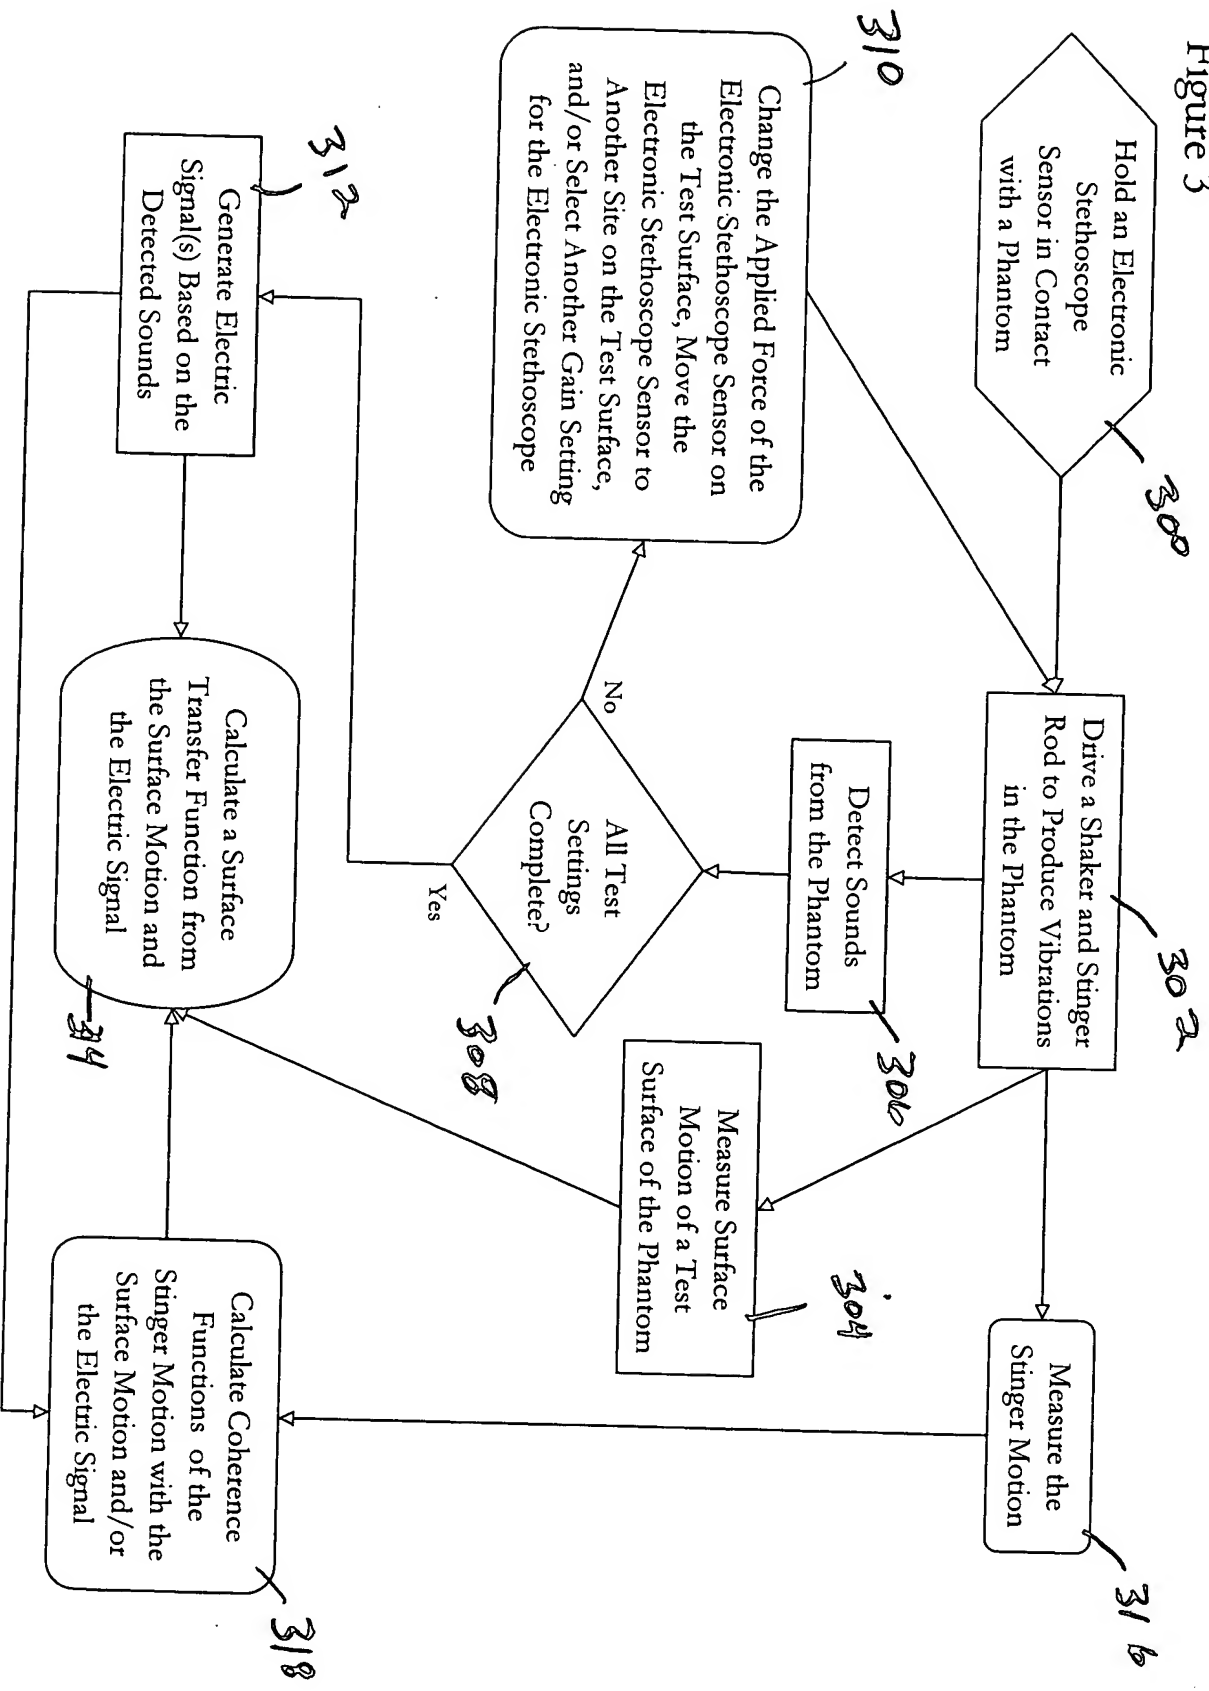 Figure 3
Hold an Electronic
Stethoscope
Sensor in Contact
with a Phantom
300
Drive a Shaker and Stinger
Rod to Produce Vibrations
in the Phantom
302
Measure the
Stinger Motion
316
310
Change the Applied Force of the
Electronic Stethoscope Sensor on
the Test Surface, Move the
Electronic Stethoscope Sensor to
Another Site on the Test Surface,
and/or Select Another Gain Setting
for the Electronic Stethoscope
Detect Sounds
from the Phantom
306
Measure Surface
Motion of a Test
Surface of the Phantom
304
No
All Test
Settings
Complete?
Yes
308
312
Generate Electric
Signal(s) Based on the
Detected Sounds
Calculate a Surface
Transfer Function from
the Surface Motion and
the Electric Signal
314
Calculate Coherence
Functions of the
Stinger Motion with the
Surface Motion and/or
the Electric Signal
318